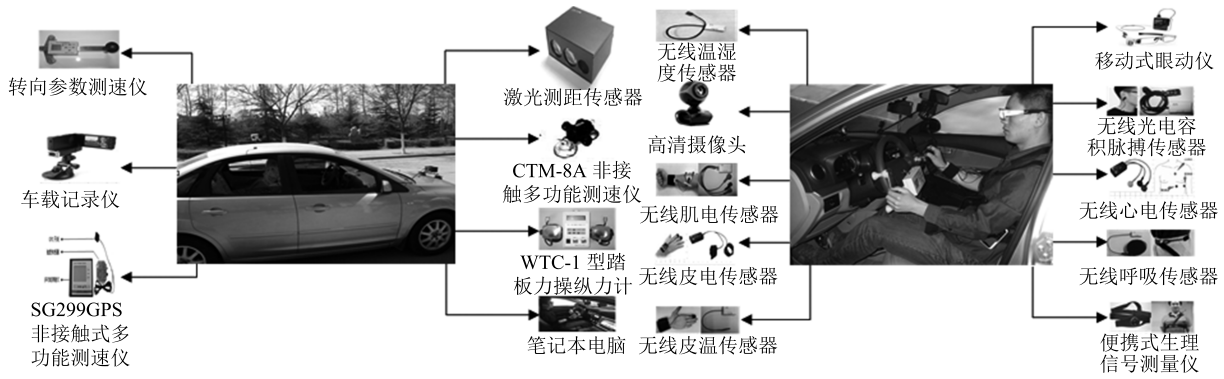 转向参数测速仪
车载记录仪
SG299GPS
非接触式多
功能测速仪
激光测距传感器
CTM-8A 非接
触多功能测速仪
WTC-1 型踏
板力操纵力计
笔记本电脑
无线温湿
度传感器
高清摄像头
无线肌电传感器
无线皮电传感器
无线皮温传感器
移动式眼动仪
无线光电容
积脉搏传感器
无线心电传感器
无线呼吸传感器
便携式生理
信号测量仪